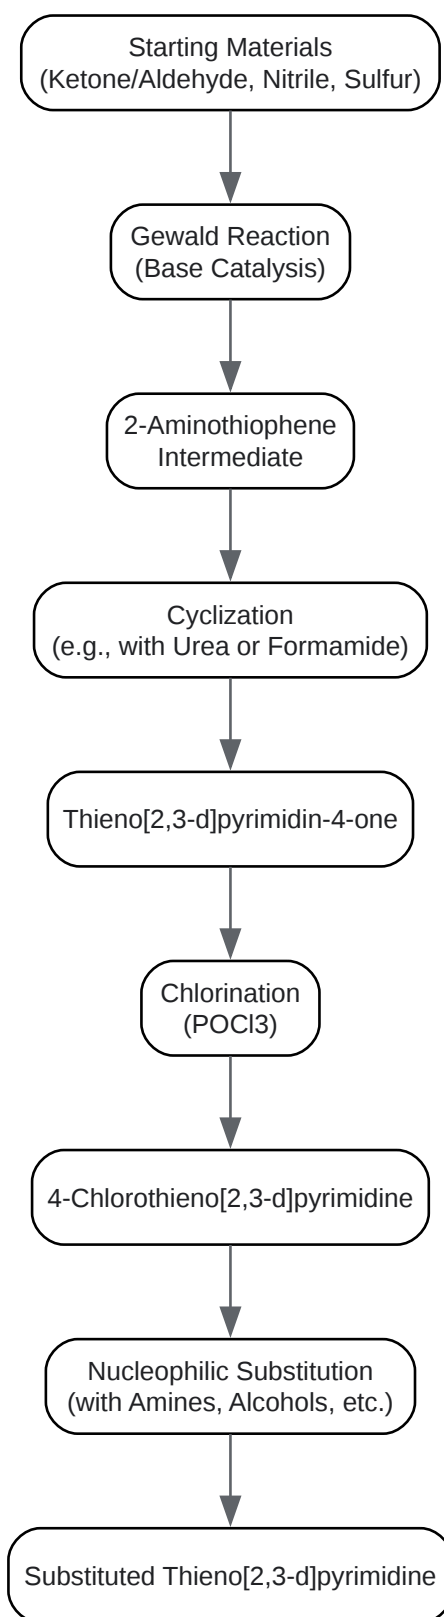 Starting Materials
(Ketone/Aldehyde, Nitrile, Sulfur)
Gewald Reaction
(Base Catalysis)
2-Aminothiophene
Intermediate
Cyclization
(e.g., with Urea or Formamide)
Thieno[2,3-d]pyrimidin-4-one
Chlorination
(POCl3)
4-Chlorothieno[2,3-d]pyrimidine
Nucleophilic Substitution
(with Amines, Alcohols, etc.)
Substituted Thieno[2,3-d]pyrimidine